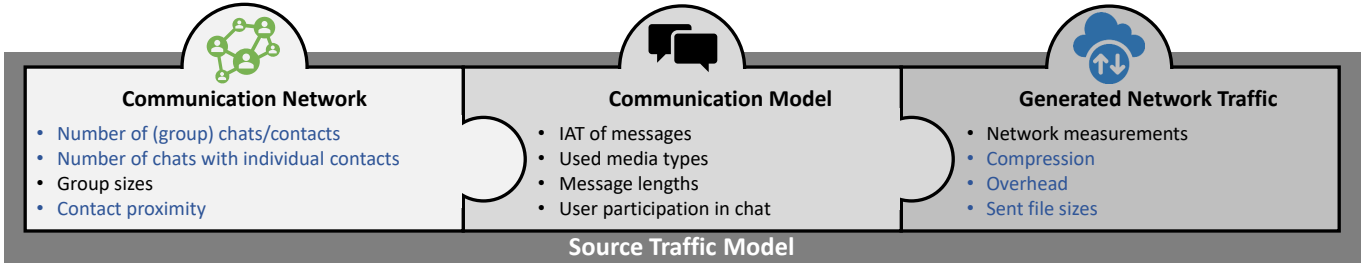 Communication Network
• Number of (group) chats/contacts
• Number of chats with individual contacts
• Group sizes
• Contact proximity
Communication Model
• IAT of messages
• Used media types
• Message lengths
• User participation in chat
Generated Network Traffic
• Network measurements
• Compression
• Overhead
• Sent file sizes
Source Traffic Model